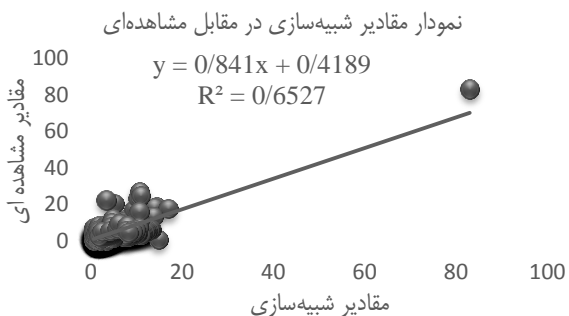 نمودار مقادیر شبیه‌سازی در مقابل مشاهده‌ای
y = 0/841x + 0/4189
R² = 0/6527
100
80
60
40
20
0
مقادیر مشاهده ای
0 20 40 60 80 100
مقادیر شبیه‌سازی